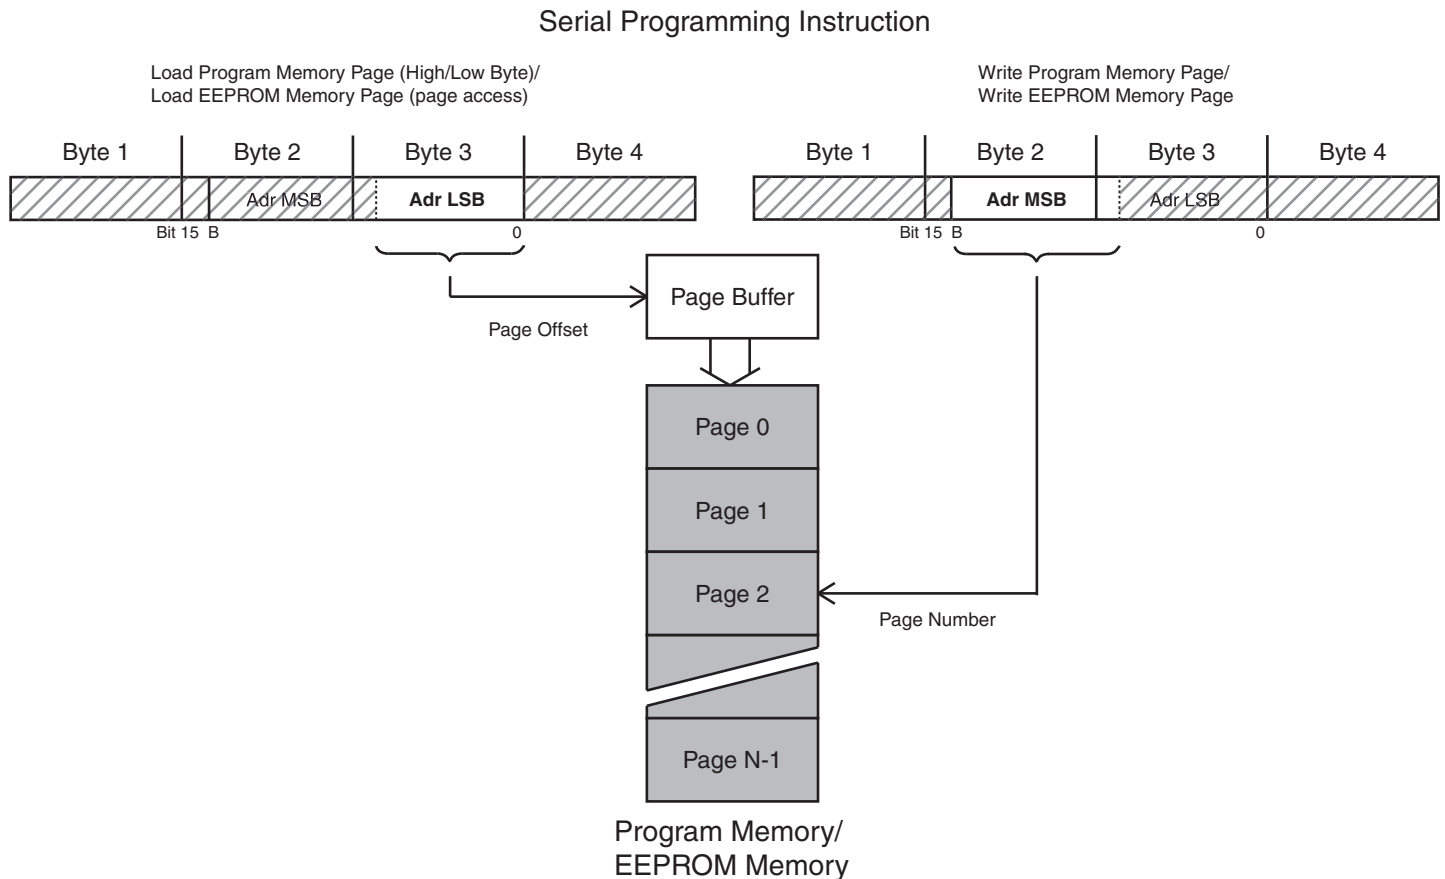 Serial Programming Instruction
Load Program Memory Page (High/Low Byte)/
Load EEPROM Memory Page (page access)
Write Program Memory Page/
Write EEPROM Memory Page
Byte 1
Byte 2
Byte 3
Byte 4
Byte 1
Byte 2
Byte 3
Byte 4
Adr MSB
Adr LSB
Adr MSB
Adr LSB
Bit 15 B
0
Bit 15 B
0
Page Buffer
Page Offset
Page 0
Page 1
Page 2
Page Number
Page N-1
Program Memory/
EEPROM Memory